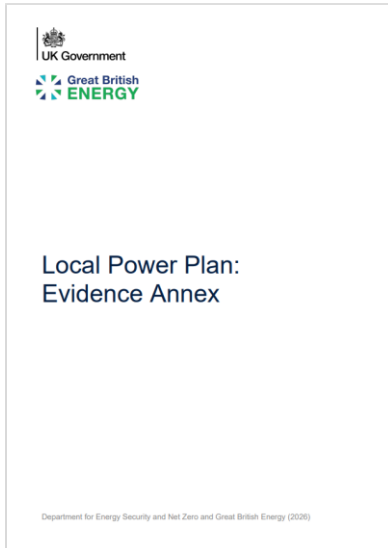 UK Government
Great British
ENERGY
Local Power Plan:
Evidence Annex
Department for Energy Security and Net Zero and Great British Energy (2026)